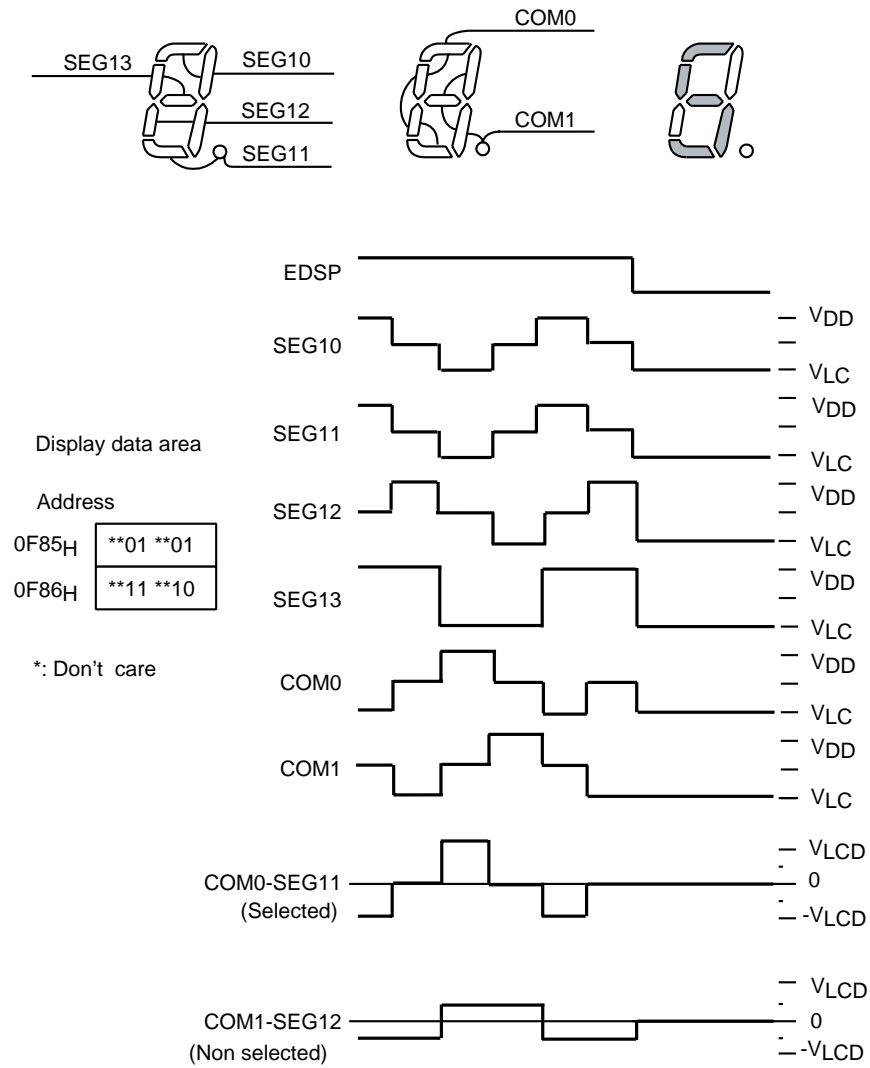 COM0
SEG13
SEG10
SEG12
COM1
SEG11
EDSP
VDD
SEG10
VLC
VDD
SEG11
VLC
Display data area
VDD
SEG12
VLC
Address
0F85H **01 **01
0F86H **11 **10
VDD
SEG13
VLC
*: Don't care
VDD
COM0
VLC
VDD
COM1
VLC
VLCD
COM0-SEG11
0
(Selected)
-VLCD
VLCD
COM1-SEG12
0
(Non selected)
-VLCD